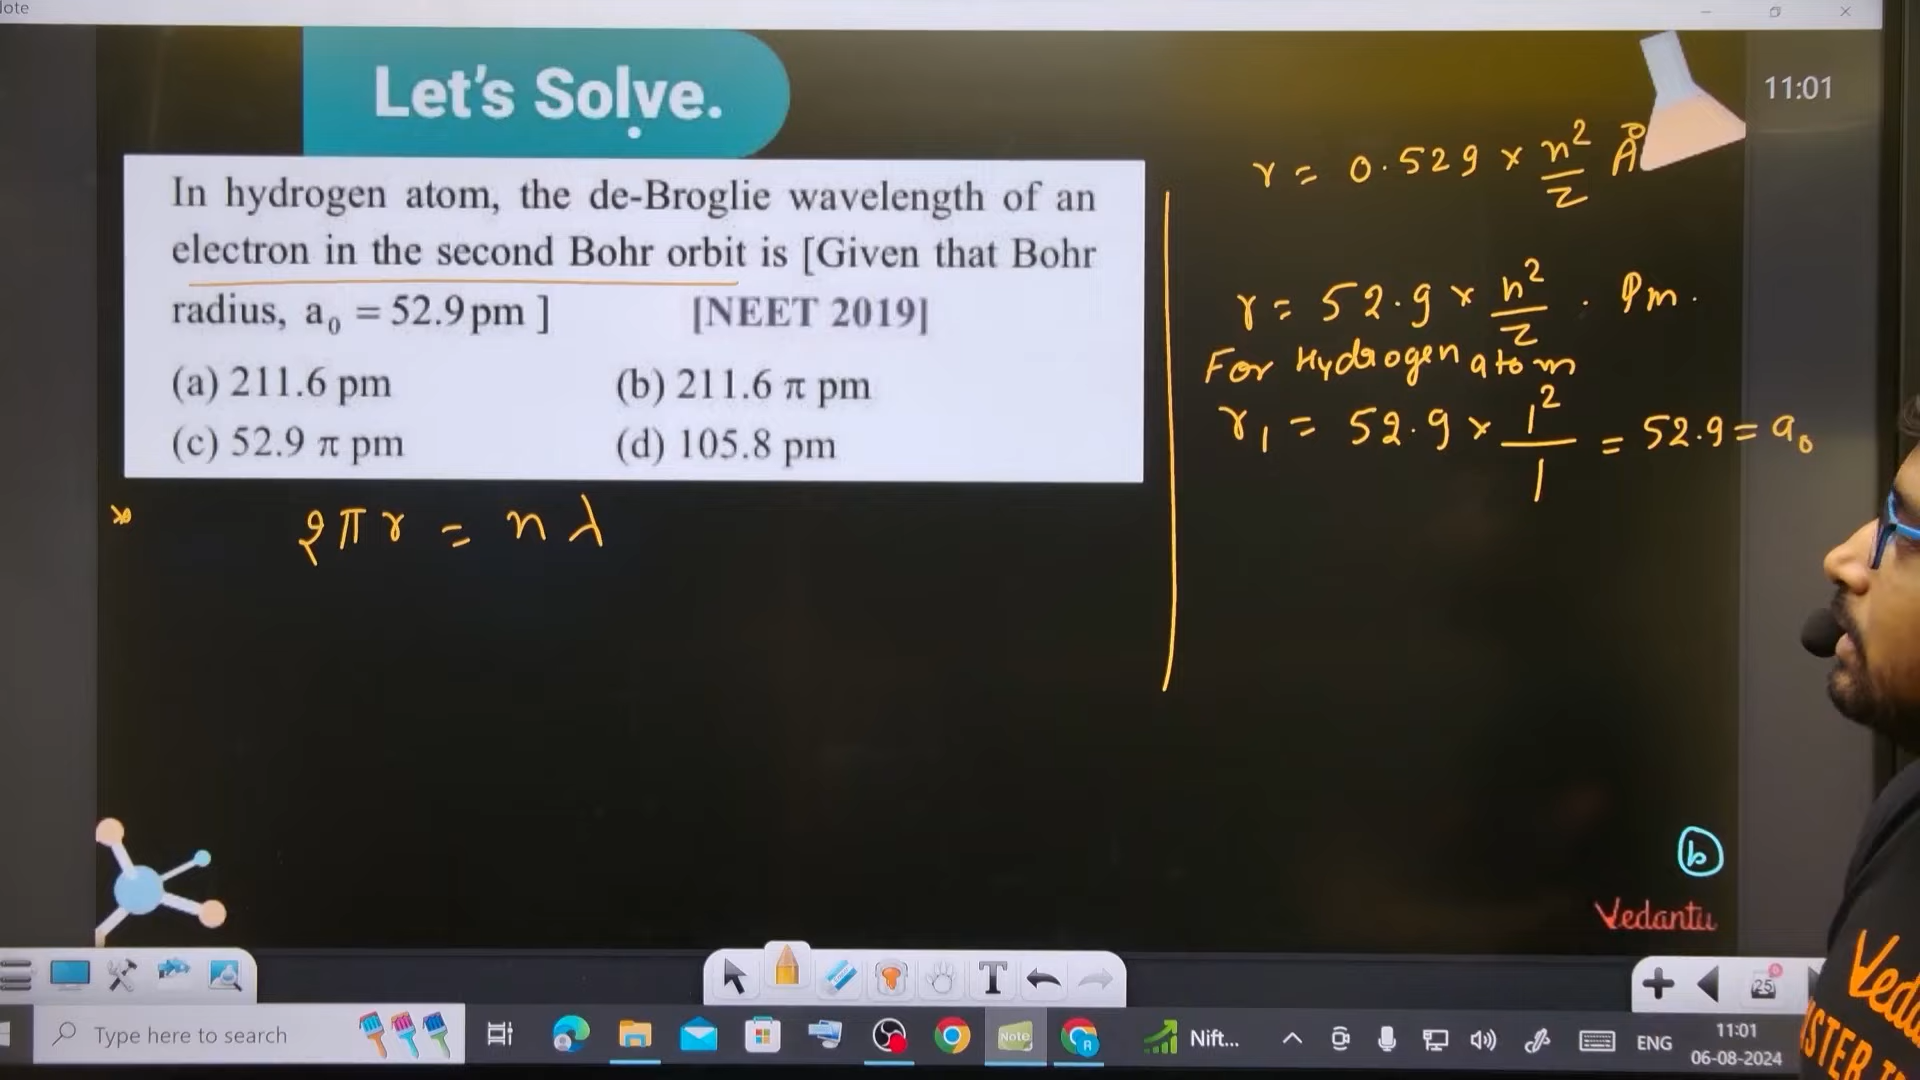 lote
Let's Solve.
11:01
In hydrogen atom, the de-Broglie wavelength of an
electron in the second Bohr orbit is [Given that Bohr
radius, a₀ = 52.9 pm ] [NEET 2019]
(a) 211.6 pm (b) 211.6 π pm
(c) 52.9 π pm (d) 105.8 pm
2πr = nλ
r = 0.529 × n²/z Å
r = 52.9 × n²/z . Pm.
For Hydrogen atom
r₁ = 52.9 × 1²/1 = 52.9 = a₀
b
Vedantu
T
25
Type here to search
Note
R
Nift...
ENG
11:01
06-08-2024